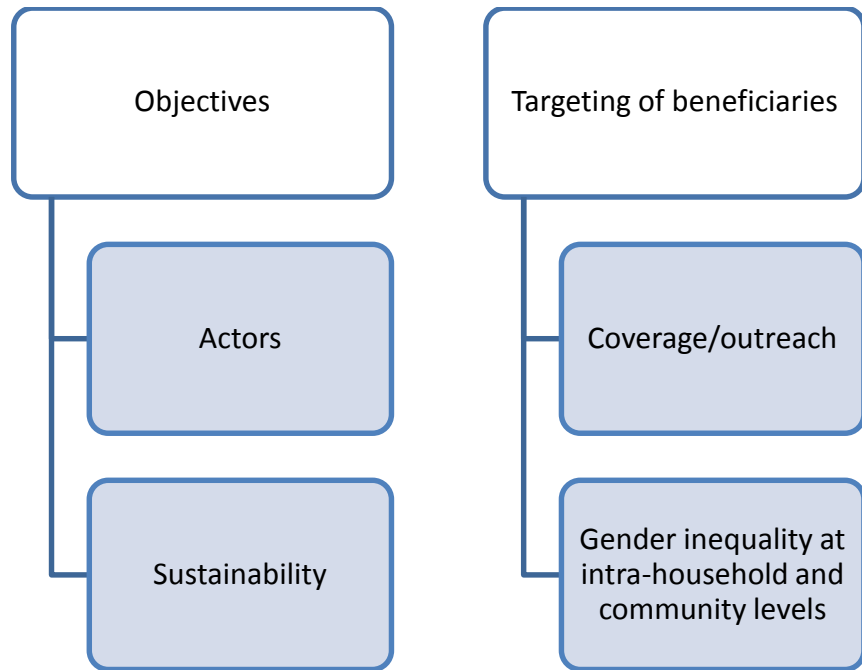 Objectives
Actors
Sustainability
Targeting of beneficiaries
Coverage/outreach
Gender inequality at
intra-household and
community levels